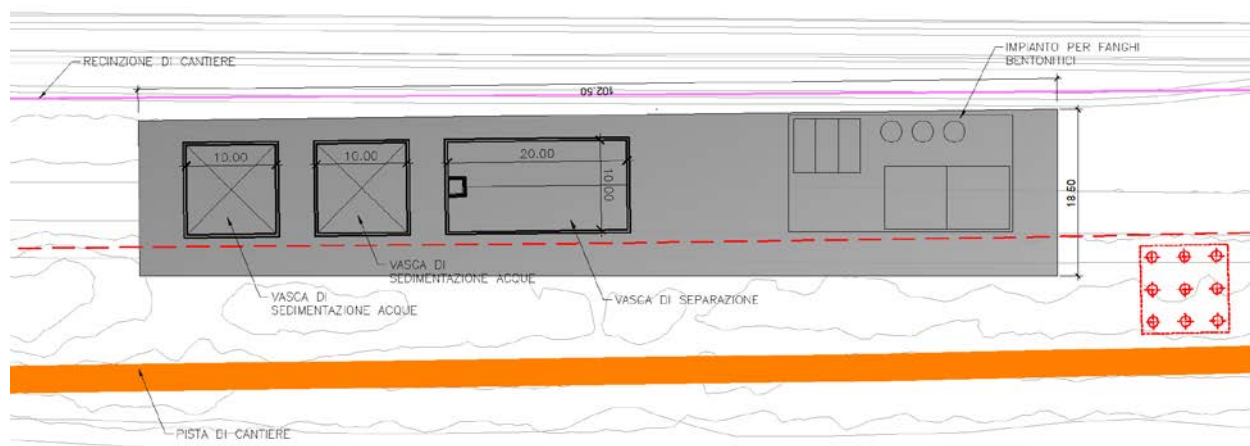 RECINZIONE DI CANTIERE
IMPIANTO PER FANGHI
BENTONITICI
102.50
10.00
10.00
20.00
10.00
18.50
VASCA DI
SEDIMENTAZIONE ACQUE
VASCA DI
SEDIMENTAZIONE ACQUE
VASCA DI SEPARAZIONE
PISTA DI CANTIERE